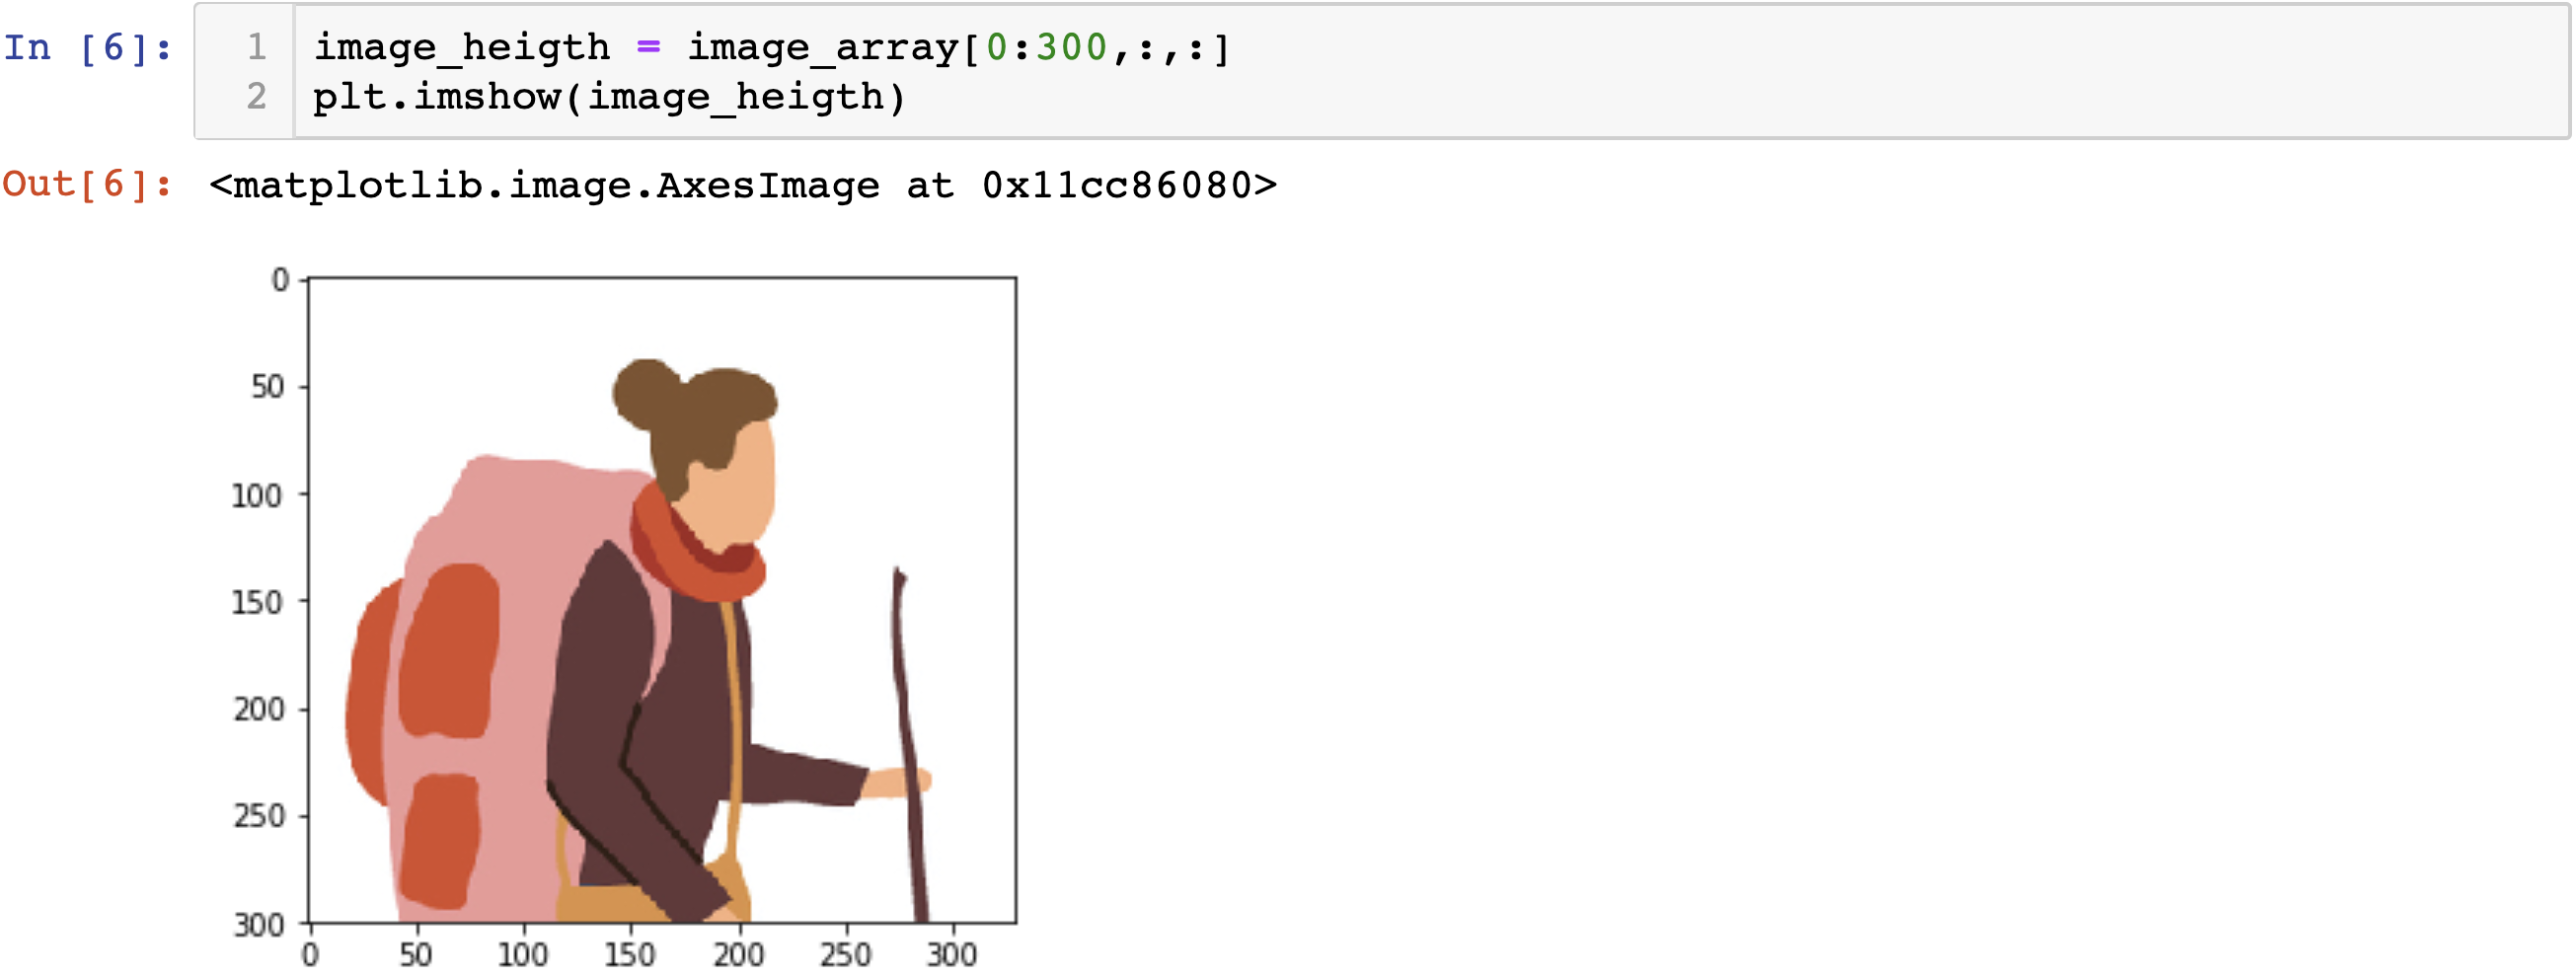 In [6]: 1 image_heigth = image_array[0:300,:,:]
2 plt.imshow(image_heigth)
Out[6]: <matplotlib.image.AxesImage at 0x11cc86080>
0
50
100
150
200
250
300
0 50 100 150 200 250 300